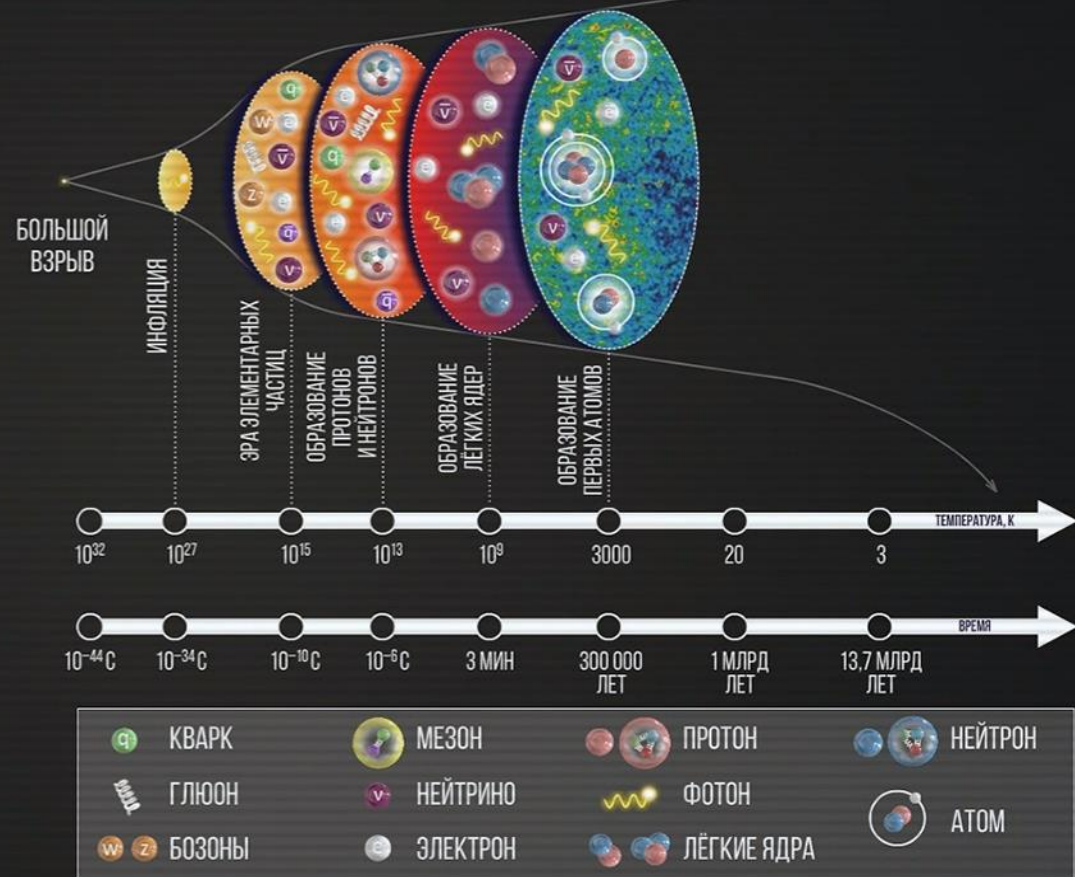 БОЛЬШОЙ
ВЗРЫВ
ИНФЛЯЦИЯ
ЭРА ЭЛЕМЕНТАРНЫХ
ЧАСТИЦ
ОБРАЗОВАНИЕ
ПРОТОНОВ
И НЕЙТРОНОВ
ОБРАЗОВАНИЕ
ЛЁГКИХ ЯДЕР
ОБРАЗОВАНИЕ
ПЕРВЫХ АТОМОВ
q
w e
ν̄
z e
q̄
ν
e
ν̄
q
ν
e
q̄
ν̄ e
e
ν
ν̄
e
ν
e
ТЕМПЕРАТУРА, К
10³² 10²⁷ 10¹⁵ 10¹³ 10⁹ 3000 20 3
ВРЕМЯ
10⁻⁴⁴ С 10⁻³⁴ С 10⁻¹⁰ С 10⁻⁶ С 3 МИН 300 000 1 МЛРД 13,7 МЛРД
ЛЕТ ЛЕТ ЛЕТ
q КВАРК МЕЗОН ПРОТОН НЕЙТРОН
ГЛЮОН ν НЕЙТРИНО ФОТОН АТОМ
w z БОЗОНЫ e ЭЛЕКТРОН ЛЁГКИЕ ЯДРА